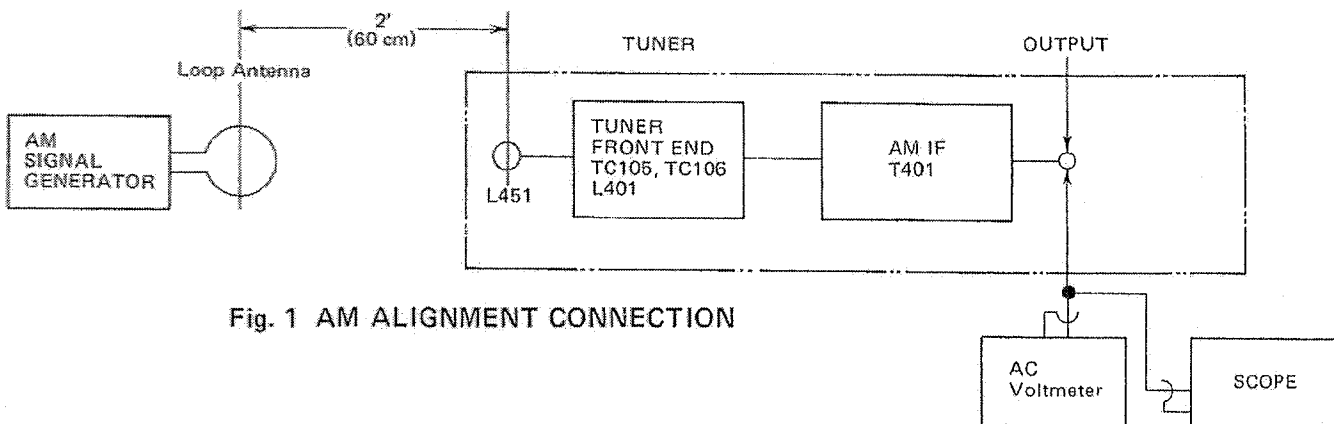 2'
(60 cm)
TUNER
OUTPUT
Loop Antenna
AM
SIGNAL
GENERATOR
L451
TUNER
FRONT END
TC105, TC106
L401
AM IF
T401
Fig. 1 AM ALIGNMENT CONNECTION
AC
Voltmeter
SCOPE